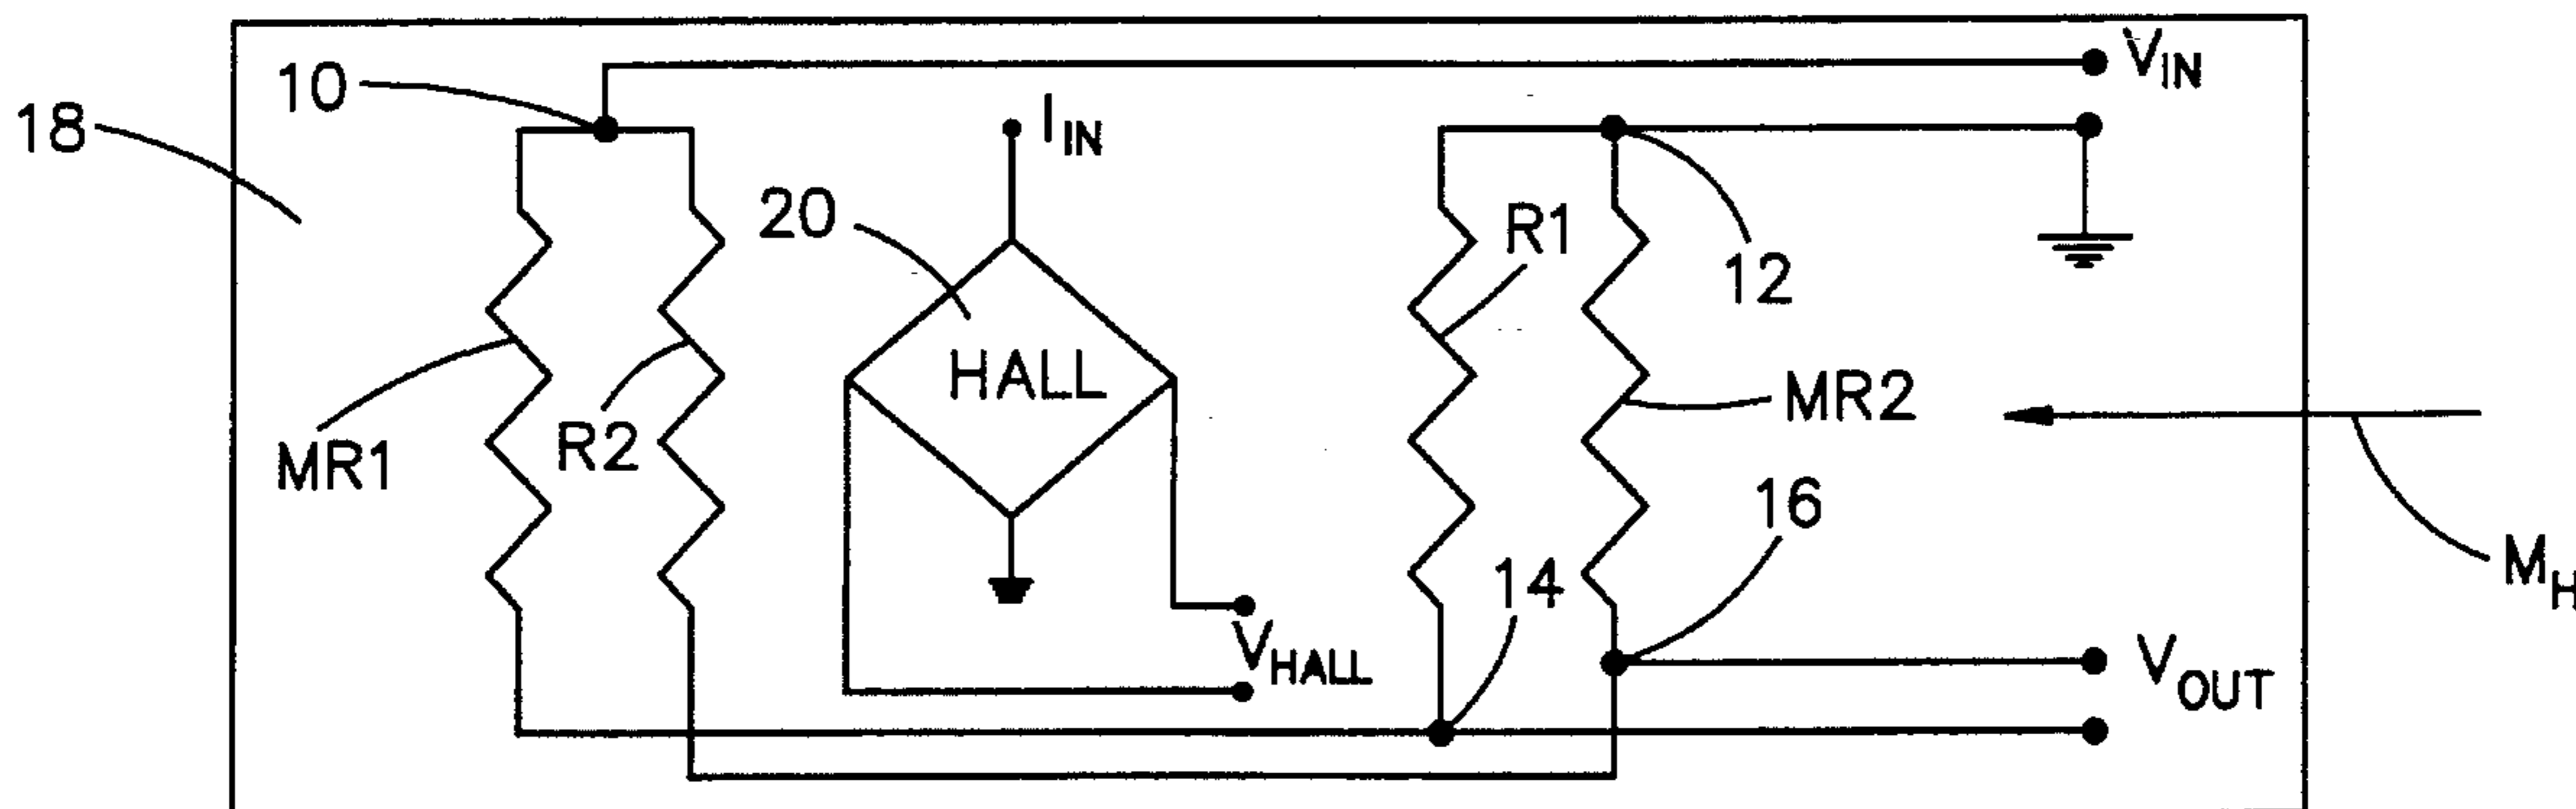 10
18
V_IN
I_IN
20
R1
12
HALL
MR1
R2
MR2
16
14
V_HALL
V_OUT
M_H